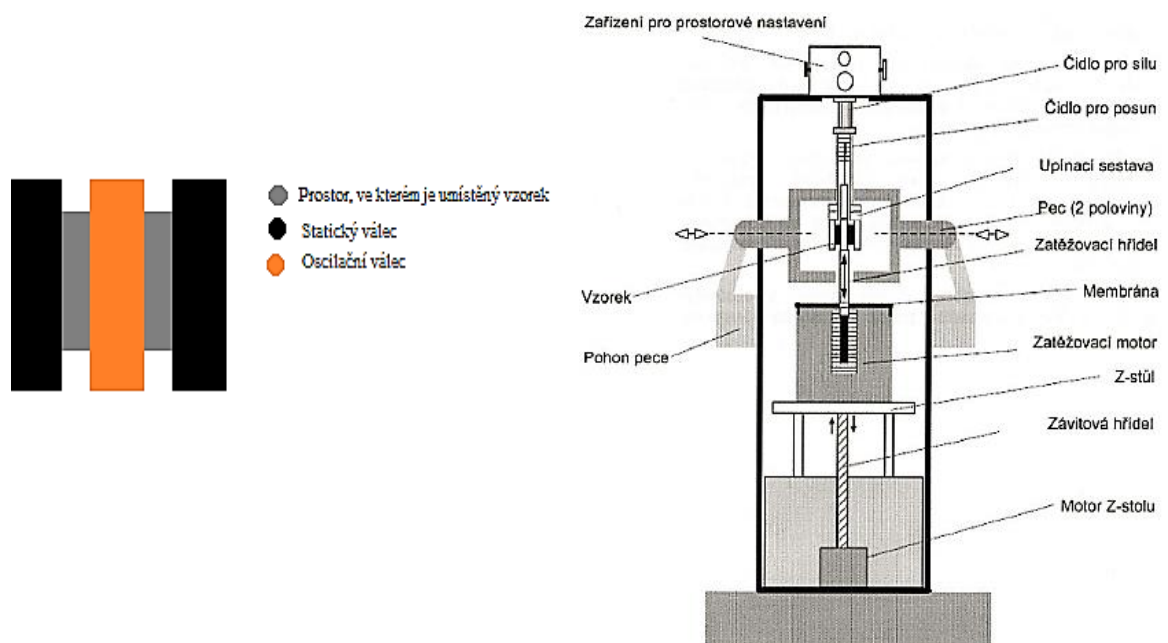 Prostor, ve kterém je umístěný vzorek
Statický válec
Oscilační válec
Zařízení pro prostorové nastavení
Čidlo pro sílu
Čidlo pro posun
Upínací sestava
Pec (2 poloviny)
Zatěžovací hřídel
Vzorek
Membrána
Pohon pece
Zatěžovací motor
Z-stůl
Závitová hřídel
Motor Z-stolu